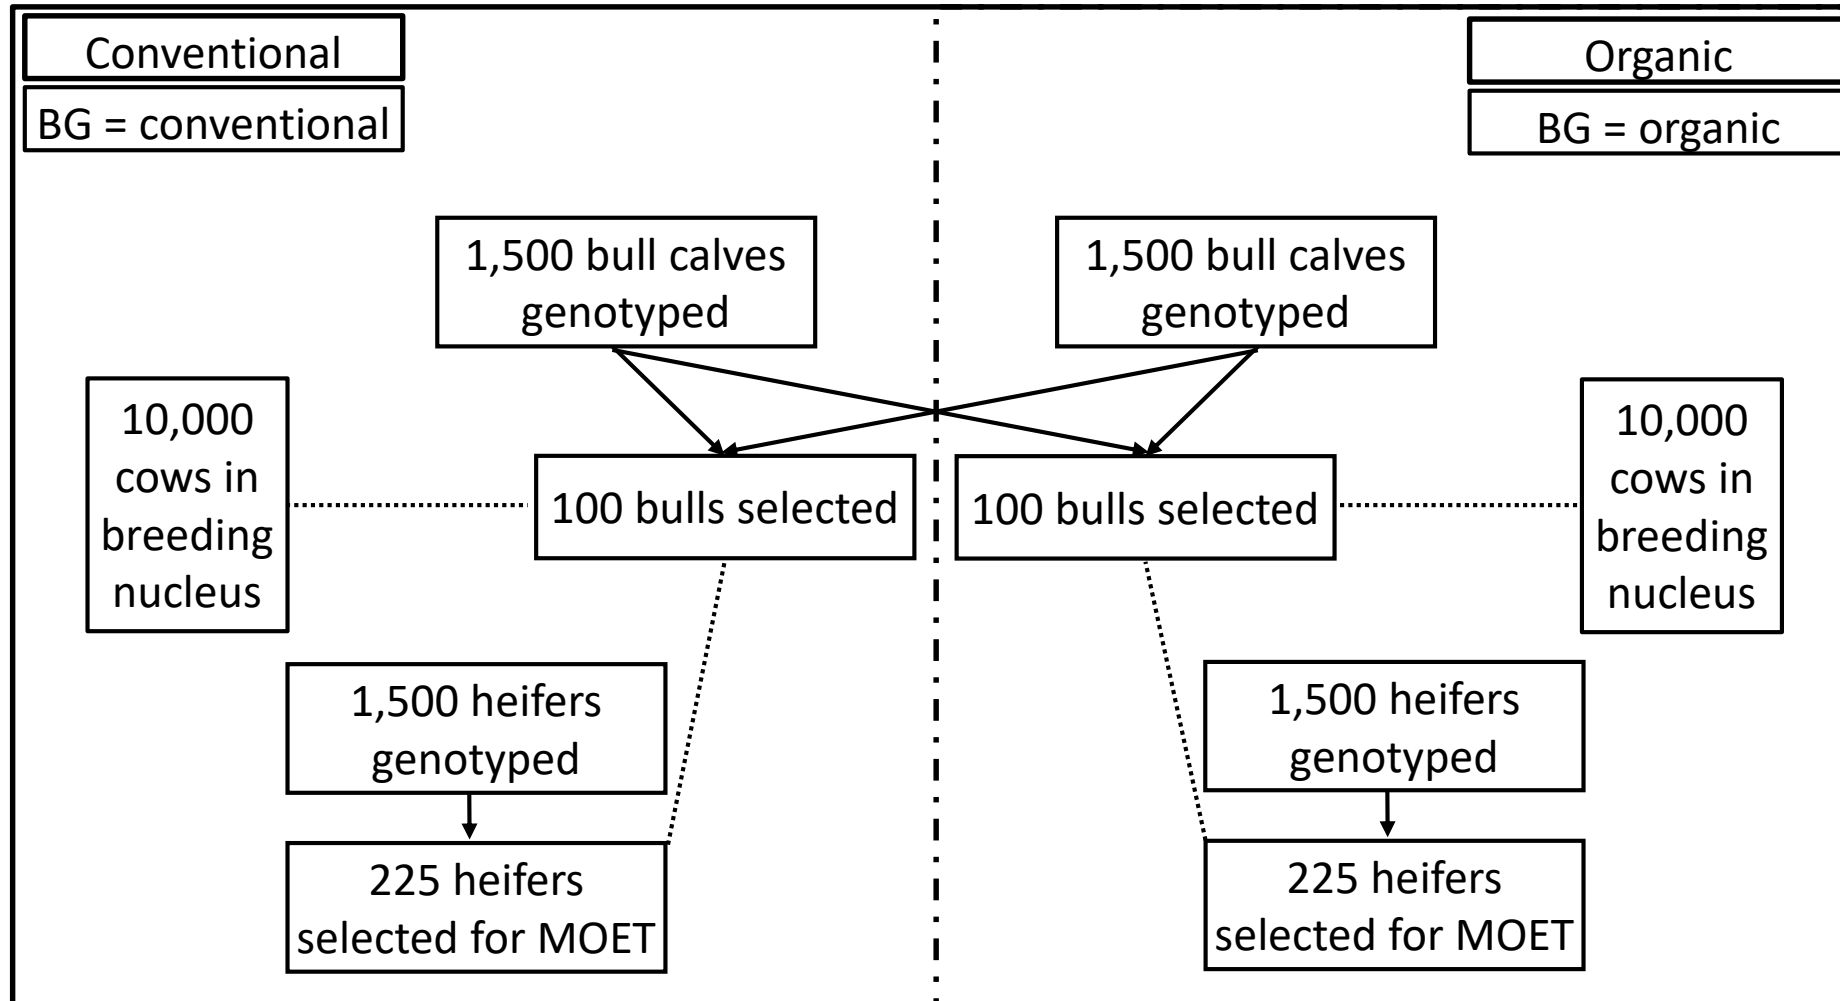 Conventional
BG = conventional
Organic
BG = organic
1,500 bull calves
genotyped
1,500 bull calves
genotyped
10,000
cows in
breeding
nucleus
100 bulls selected
100 bulls selected
10,000
cows in
breeding
nucleus
1,500 heifers
genotyped
1,500 heifers
genotyped
225 heifers
selected for MOET
225 heifers
selected for MOET